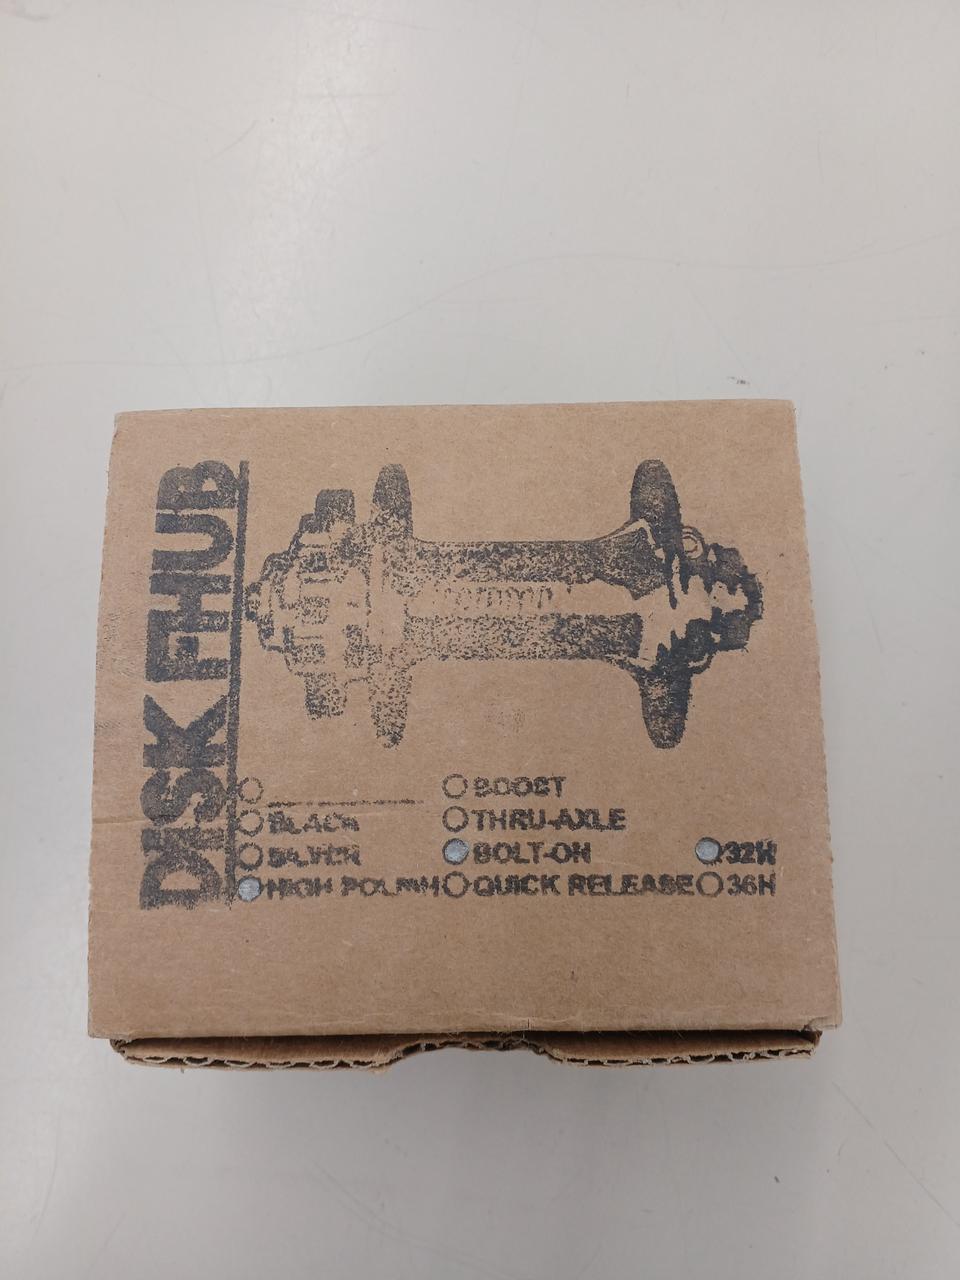 DISK FHUB
BOOST
BLACK
THRU-AXLE
SILVER
BOLT-ON
32H
HIGH POLISH
QUICK RELEASE
36H